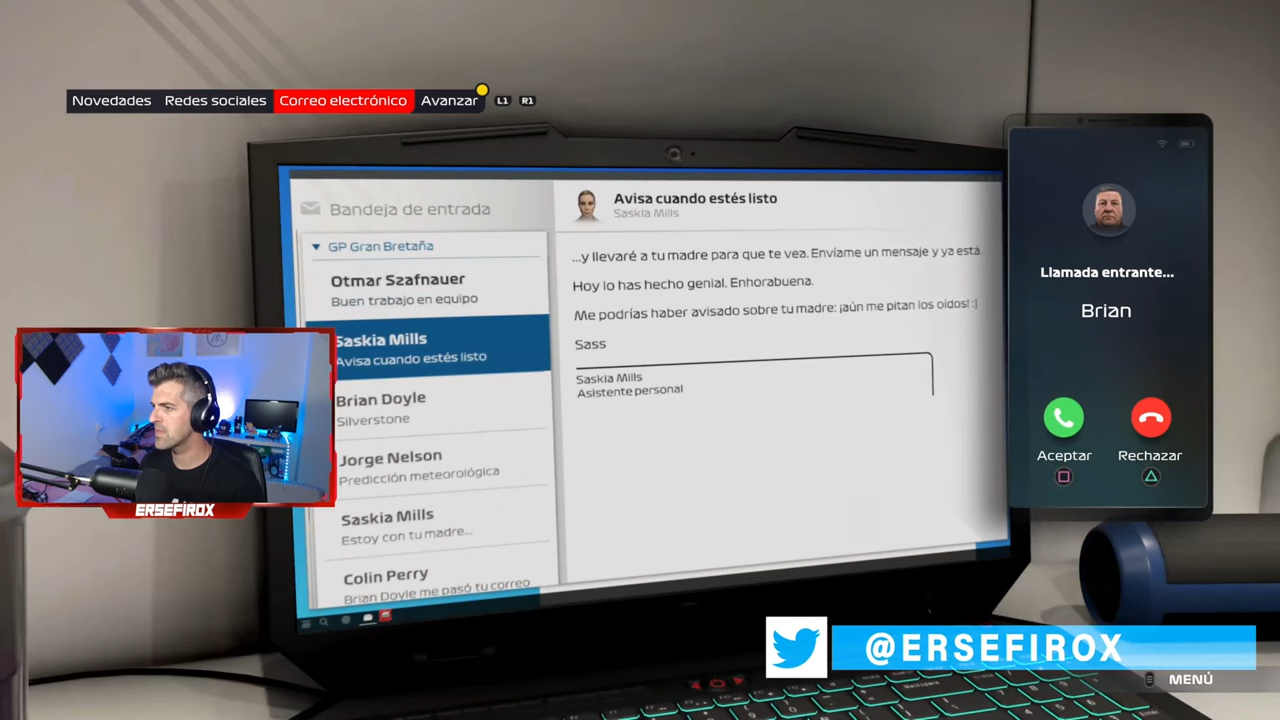 Novedades Redes sociales Correo electrónico Avanzar L1 R1
Bandeja de entrada
GP Gran Bretaña
Otmar Szafnauer
Buen trabajo en equipo
Saskia Mills
Avisa cuando estés listo
Brian Doyle
Silverstone
Jorge Nelson
Predicción meteorológica
Saskia Mills
Estoy con tu madre...
Colin Perry
Brian Doyle me pasó tu correo
Avisa cuando estés listo
Saskia Mills
...y llevaré a tu madre para que te vea. Envíame un mensaje y ya está.
Hoy lo has hecho genial. Enhorabuena.
Me podrías haber avisado sobre tu madre: ¡aún me pitan los oídos! :)
Sass
Saskia Mills
Asistente personal
Llamada entrante...
Brian
Aceptar Rechazar
ERSEFIROX
@ERSEFIROX
MENÚ